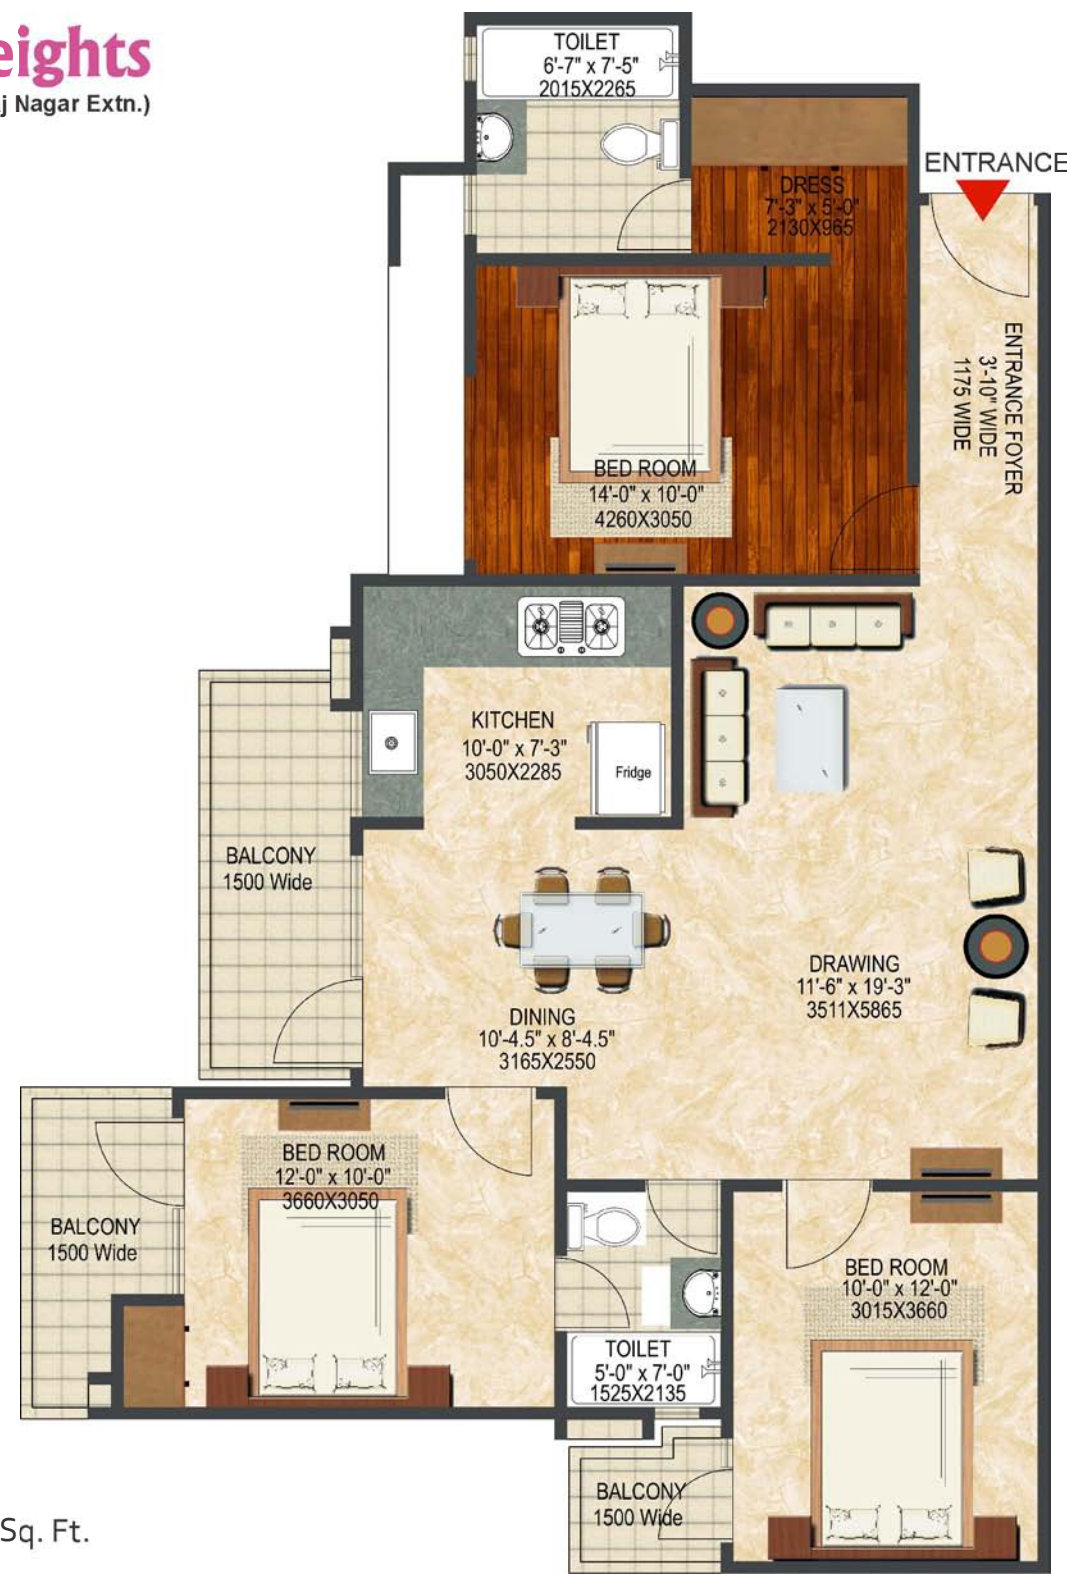 eights
j Nagar Extn.)
TOILET
6'-7" x 7'-5"
2015X2265
DRESS
7'-3" x 5'-0"
2130X965
ENTRANCE
ENTRANCE FOYER
3'-10" WIDE
1175 WIDE
BED ROOM
14'-0" x 10'-0"
4260X3050
KITCHEN
10'-0" x 7'-3"
3050X2285
Fridge
BALCONY
1500 Wide
DRAWING
11'-6" x 19'-3"
3511X5865
DINING
10'-4.5" x 8'-4.5"
3165X2550
BED ROOM
12'-0" x 10'-0"
3660X3050
BALCONY
1500 Wide
BED ROOM
10'-0" x 12'-0"
3015X3660
TOILET
5'-0" x 7'-0"
1525X2135
BALCONY
1500 Wide
Sq. Ft.